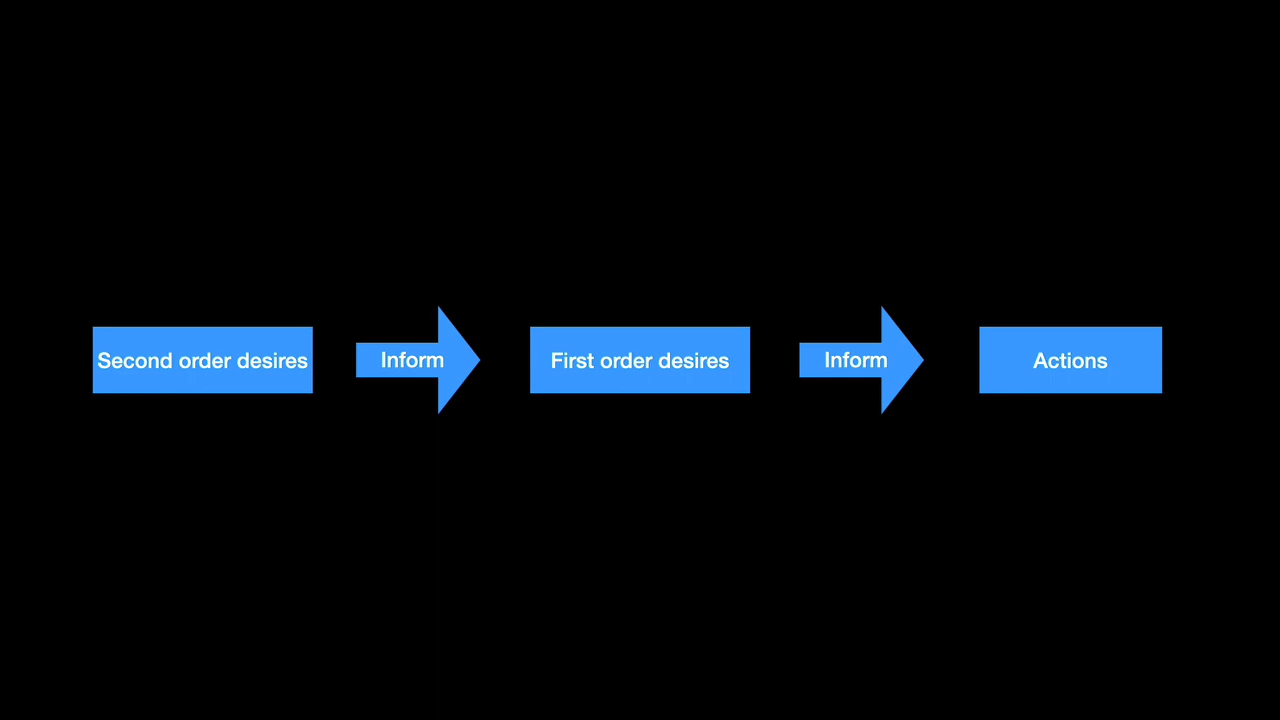 Second order desires
Inform
First order desires
Inform
Actions